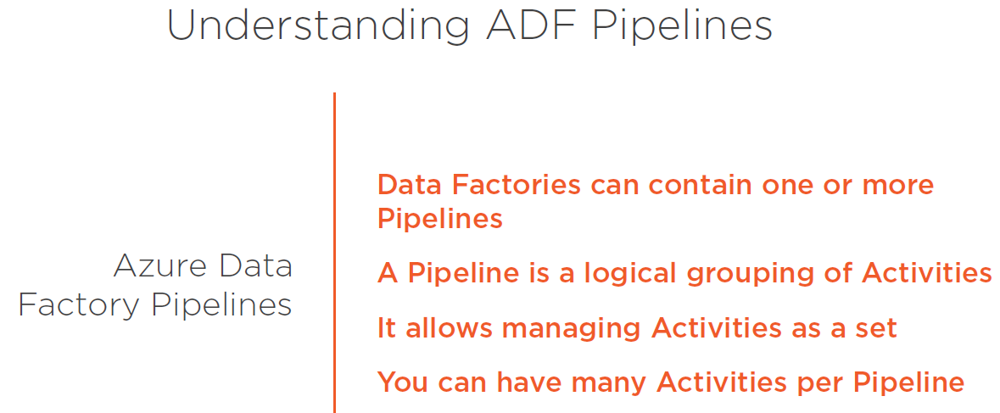 Understanding ADF Pipelines
Azure Data
Factory Pipelines
Data Factories can contain one or more
Pipelines
A Pipeline is a logical grouping of Activities
It allows managing Activities as a set
You can have many Activities per Pipeline